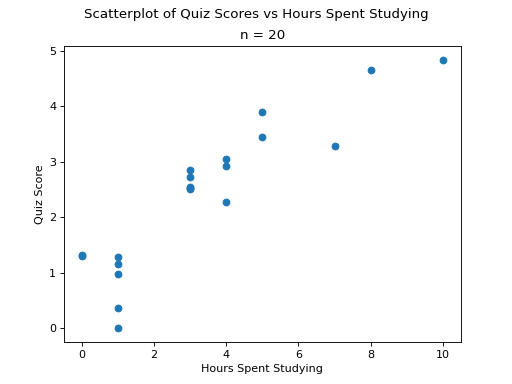 Scatterplot of Quiz Scores vs Hours Spent Studying
n = 20
5
4
3
2
1
0
Quiz Score
0 2 4 6 8 10
Hours Spent Studying